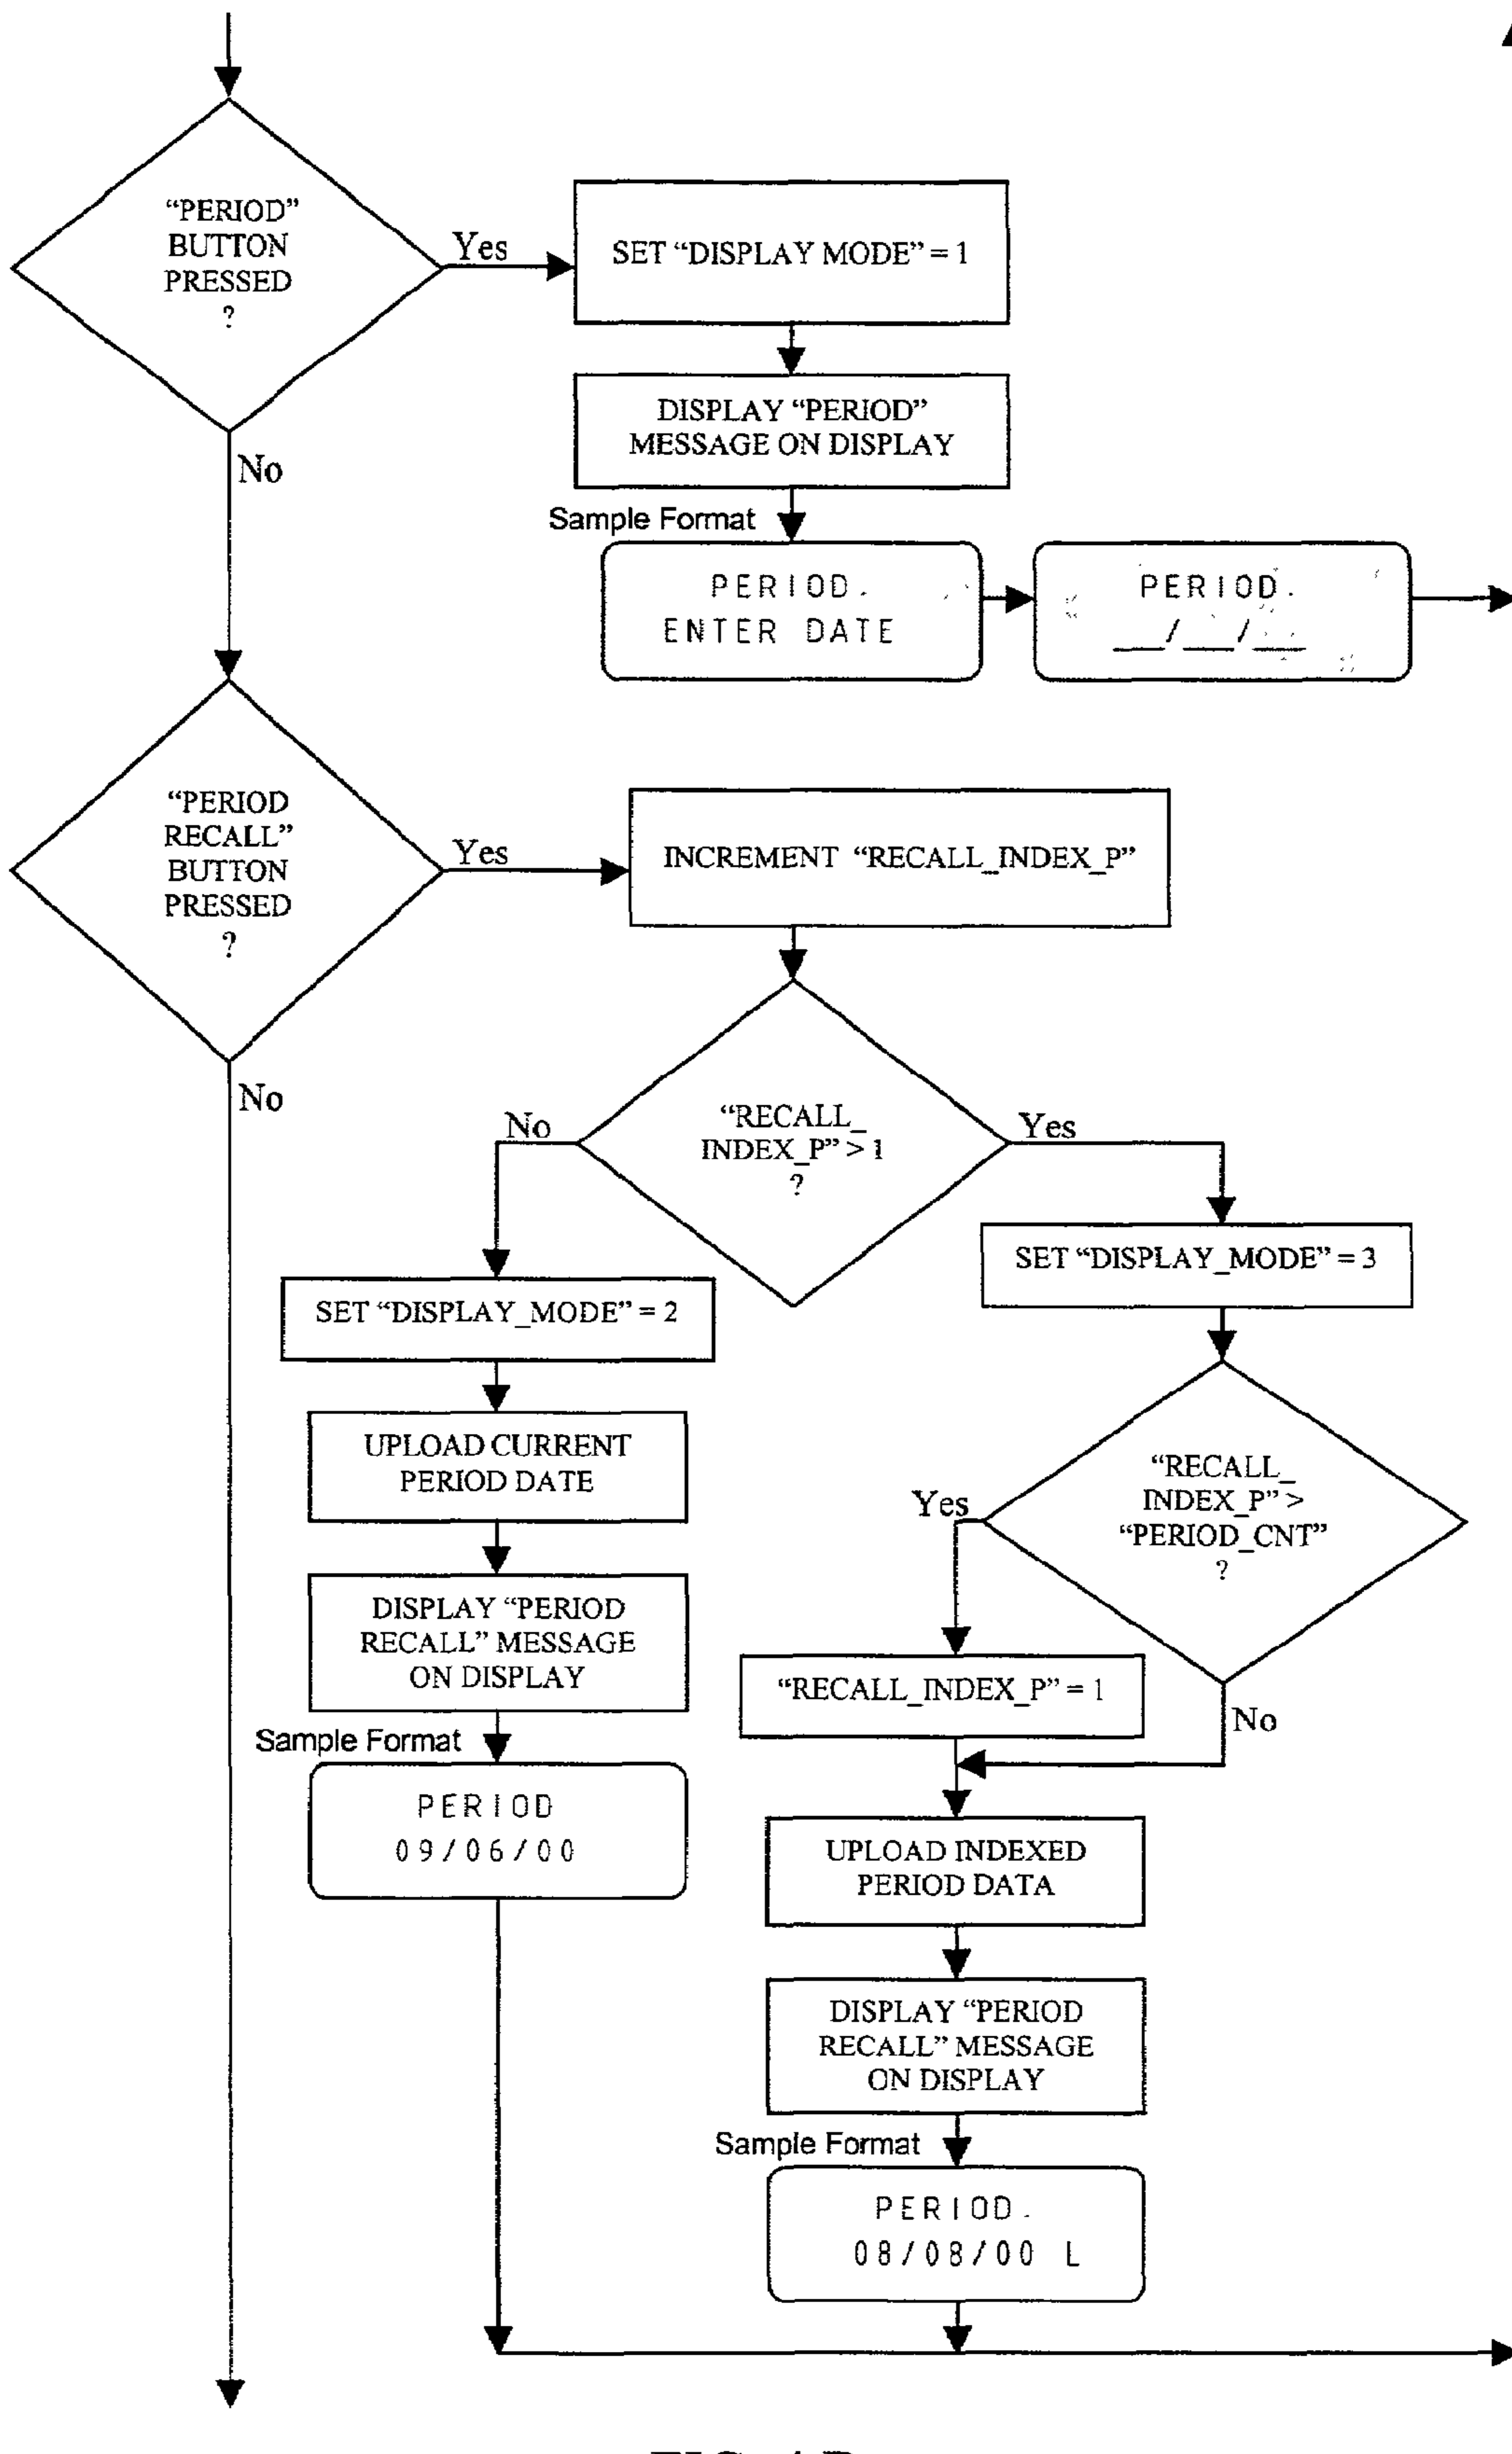 “PERIOD”
BUTTON
PRESSED
?
Yes
SET “DISPLAY MODE” = 1
DISPLAY “PERIOD”
MESSAGE ON DISPLAY
No
Sample Format
PERIOD.
ENTER DATE
PERIOD.
__/__/__
“PERIOD
RECALL”
BUTTON
PRESSED
?
Yes
INCREMENT “RECALL_INDEX_P”
No
“RECALL_
INDEX_P” > 1
?
No
Yes
SET “DISPLAY_MODE” = 2
SET “DISPLAY_MODE” = 3
UPLOAD CURRENT
PERIOD DATE
“RECALL_
INDEX_P” >
“PERIOD_CNT”
?
Yes
No
DISPLAY “PERIOD
RECALL” MESSAGE
ON DISPLAY
“RECALL_INDEX_P” = 1
Sample Format
PERIOD
09/06/00
UPLOAD INDEXED
PERIOD DATA
DISPLAY “PERIOD
RECALL” MESSAGE
ON DISPLAY
Sample Format
PERIOD.
08/08/00 L